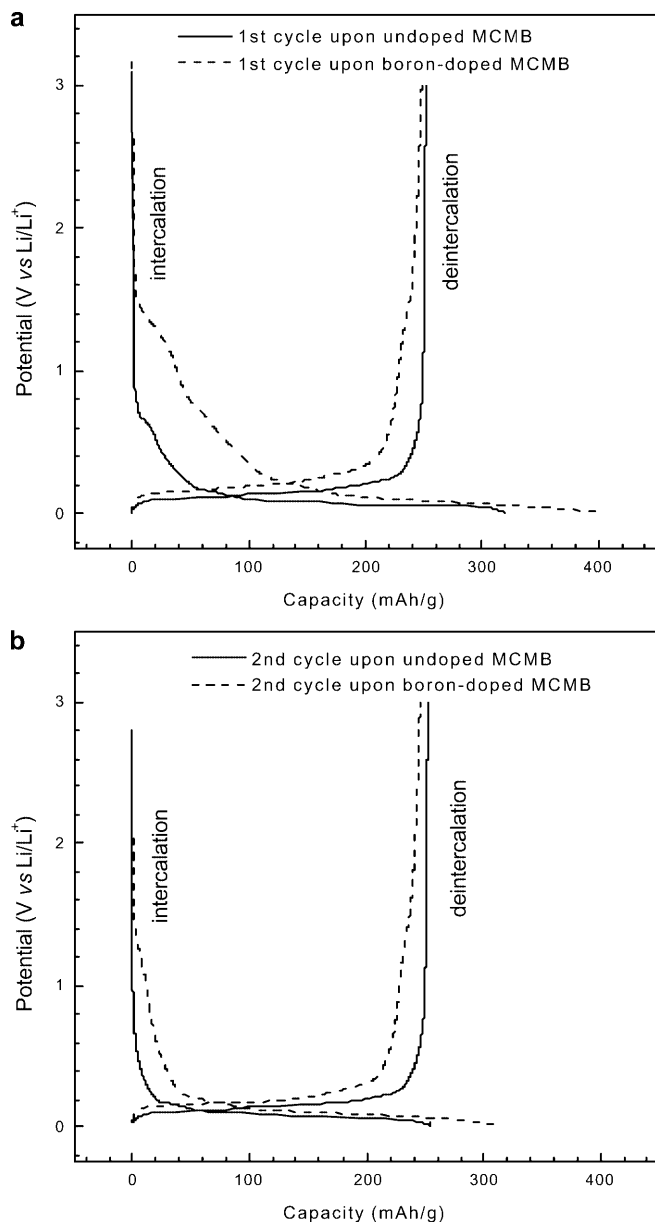 a
1st cycle upon undoped MCMB
1st cycle upon boron-doped MCMB
3
2
1
0
Potential (V vs Li/Li+)
intercalation
deintercalation
0 100 200 300 400
Capacity (mAh/g)
b
2nd cycle upon undoped MCMB
2nd cycle upon boron-doped MCMB
3
2
1
0
Potential (V vs Li/Li+)
intercalation
deintercalation
0 100 200 300 400
Capacity (mAh/g)